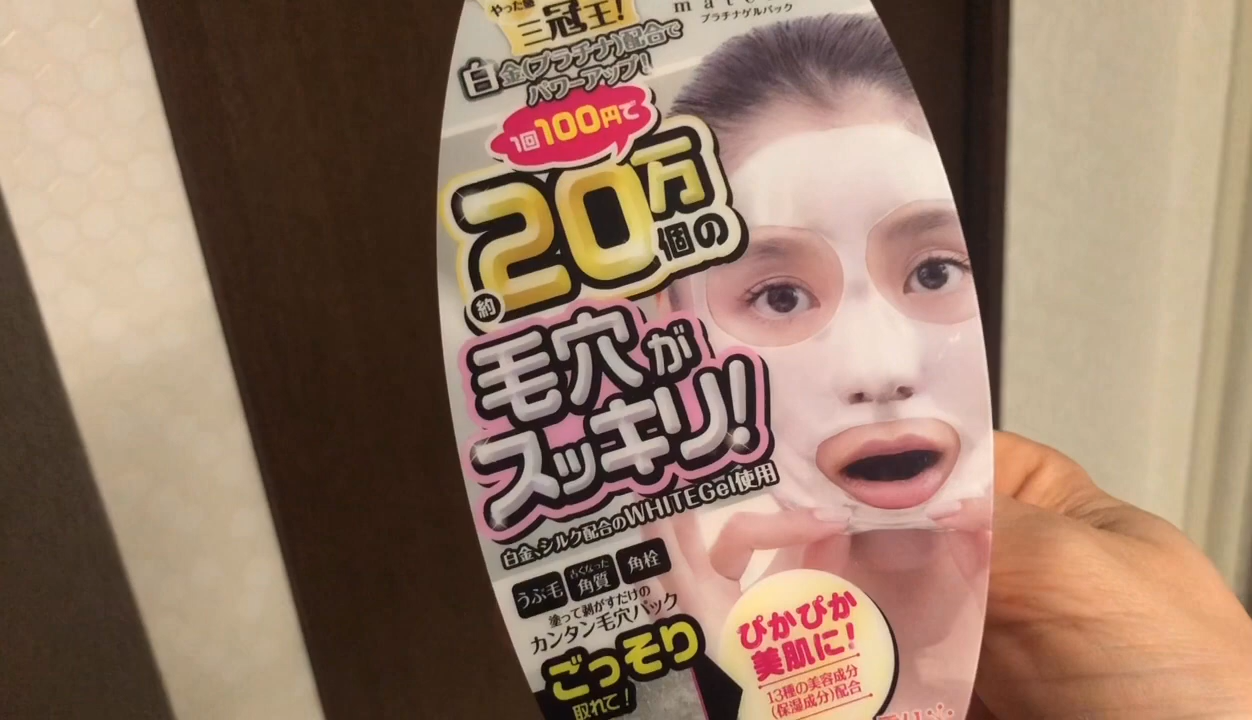 やった
三冠王!
プラチナゲルパック
白金(プラチナ)配合で
パワーアップ!
1回100円で
約20万個の
毛穴が
スッキリ!
白金、シルク配合のWHITEGel使用
うぶ毛
古くなった
角質
角栓
塗って剥がすだけの
カンタン毛穴パック
ごっそり
取れて!
ぴかぴか
美肌に!
13種の美容成分
(保湿成分)配合